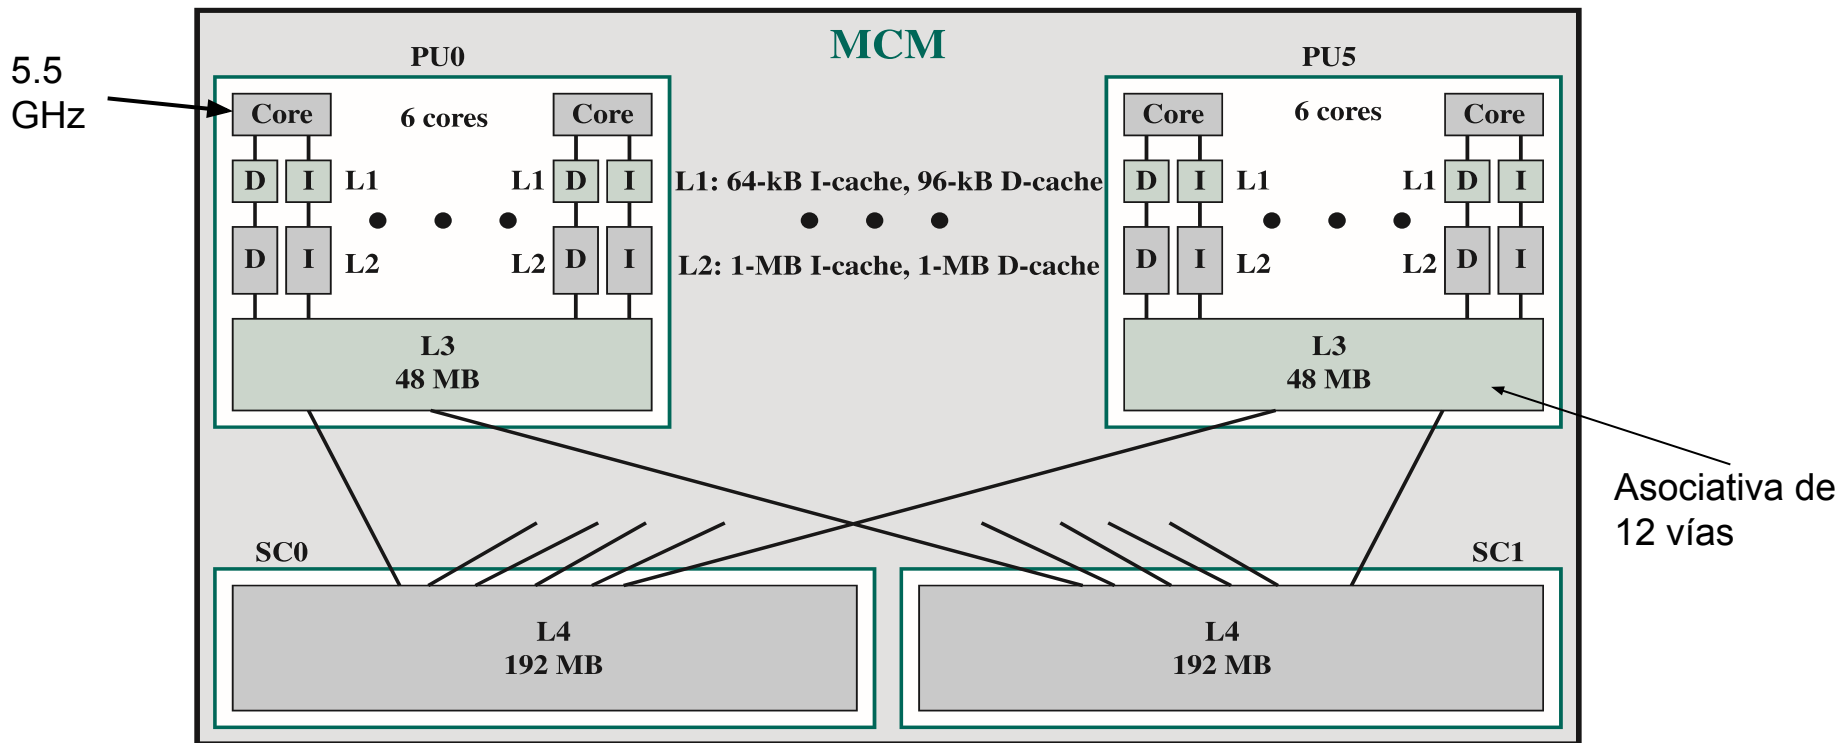 MCM
5.5
GHz
PU0
PU5
Core
6 cores
Core
Core
6 cores
Core
D I L1
L1 D I
L1: 64-kB I-cache, 96-kB D-cache
D I L1
L1 D I
D I L2
L2 D I
L2: 1-MB I-cache, 1-MB D-cache
D I L2
L2 D I
L3
48 MB
L3
48 MB
Asociativa de
12 vías
SC0
SC1
L4
192 MB
L4
192 MB